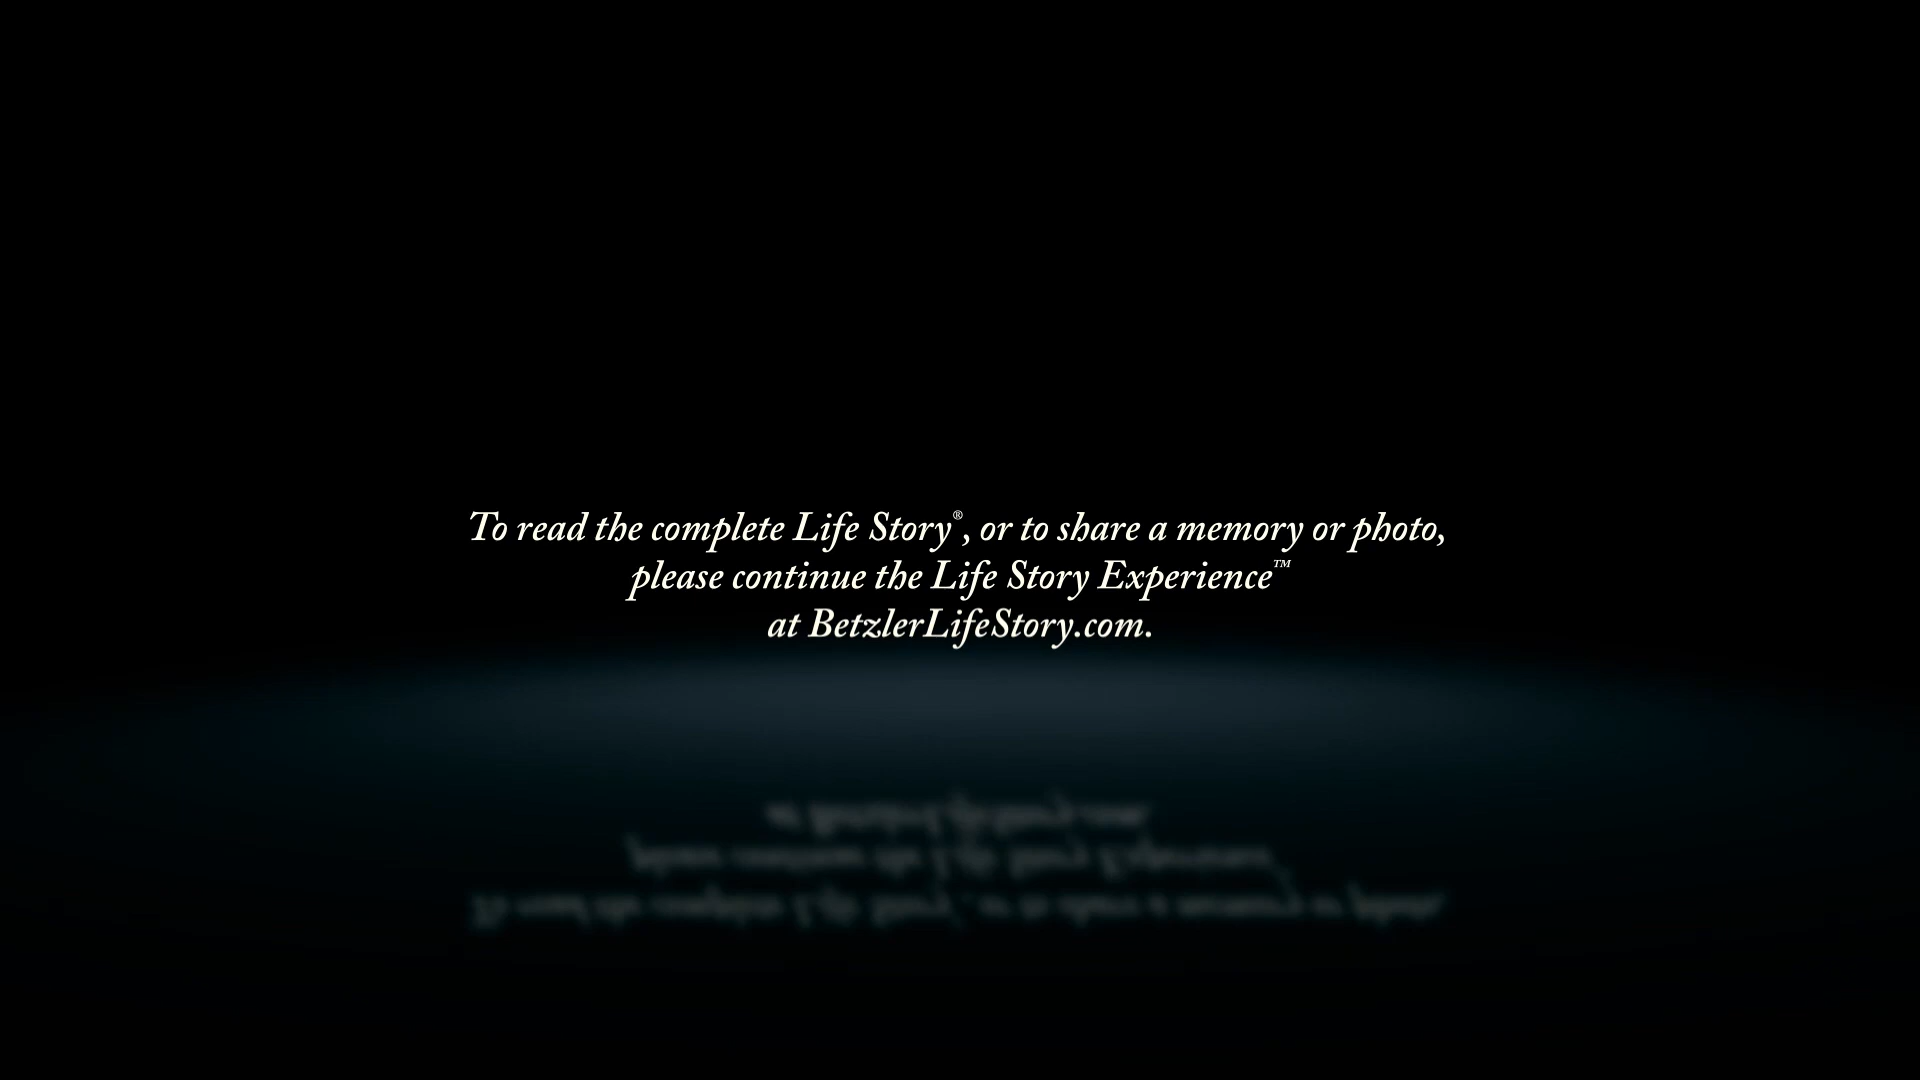 To read the complete Life Story®, or to share a memory or photo,
please continue the Life Story Experience™
at BetzlerLifeStory.com.